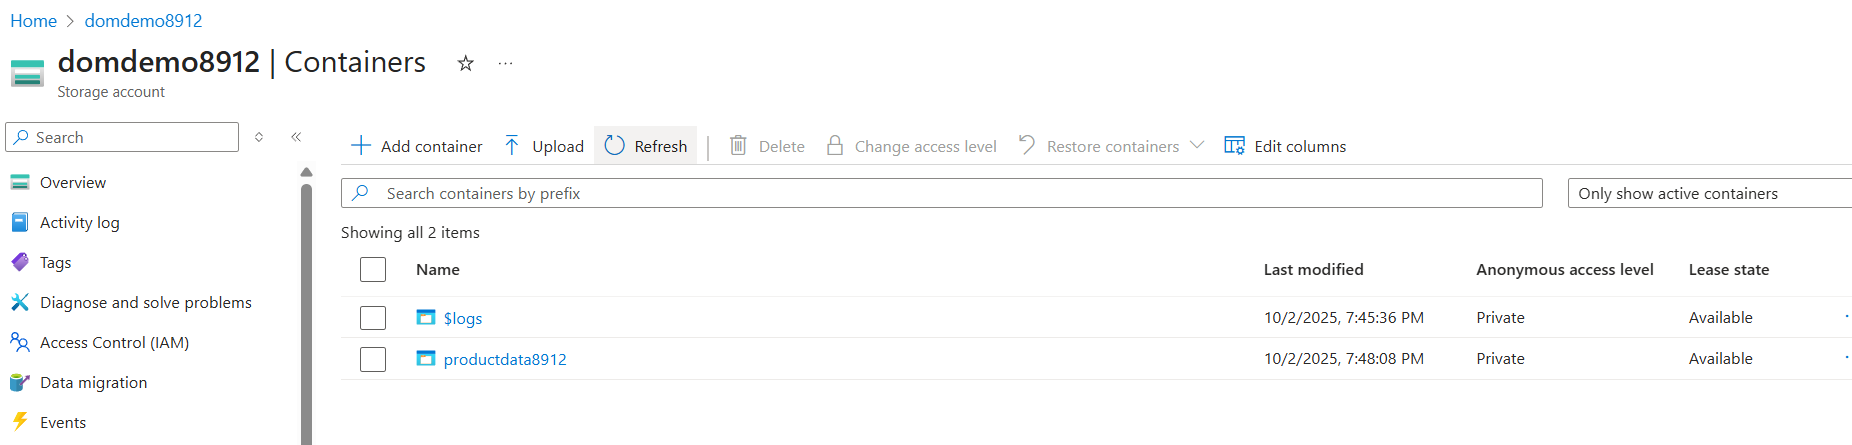 Home > domdemo8912
domdemo8912 | Containers ☆ ...
Storage account
Search
Overview
Activity log
Tags
Diagnose and solve problems
Access Control (IAM)
Data migration
Events
Add container Upload Refresh Delete Change access level Restore containers Edit columns
Search containers by prefix Only show active containers
Showing all 2 items
Name Last modified Anonymous access level Lease state
$logs 10/2/2025, 7:45:36 PM Private Available
productdata8912 10/2/2025, 7:48:08 PM Private Available